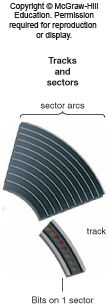 Copyright © McGraw-Hill
Education. Permission
required for reproduction
or display.
Tracks
and
sectors
sector arcs
track
Bits on 1 sector